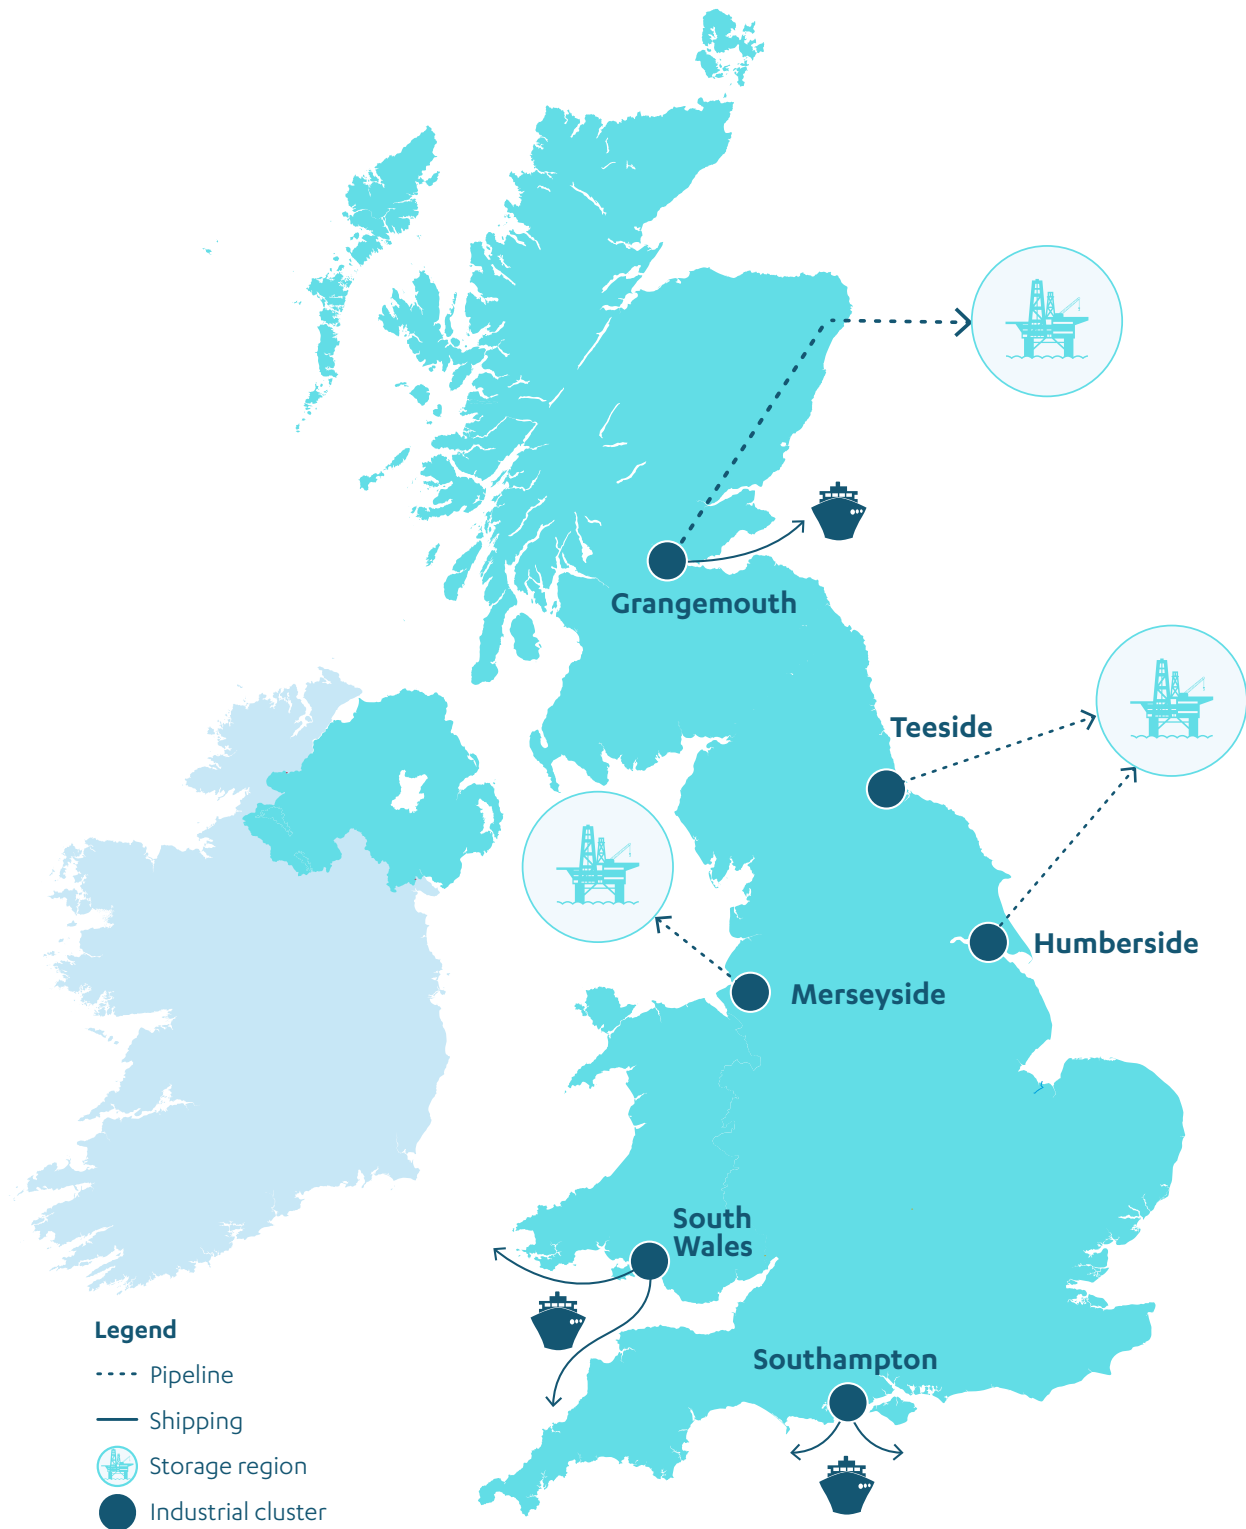 Grangemouth
Teeside
Humberside
Merseyside
South
Wales
Southampton
Legend
Pipeline
Shipping
Storage region
Industrial cluster